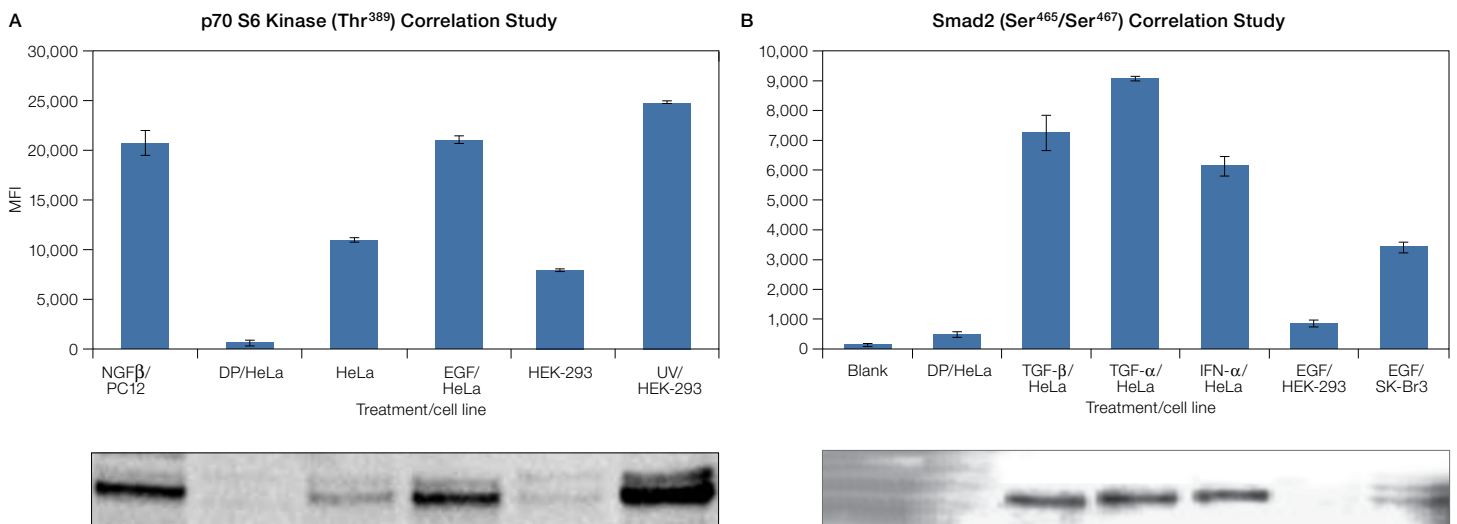 A
p70 S6 Kinase (Thr³⁸⁹) Correlation Study
30,000
25,000
20,000
15,000
10,000
5,000
0
MFI
NGFβ/ DP/HeLa HeLa EGF/ HEK-293 UV/
PC12 HeLa HEK-293
Treatment/cell line
B
Smad2 (Ser⁴⁶⁵/Ser⁴⁶⁷) Correlation Study
10,000
9,000
8,000
7,000
6,000
5,000
4,000
3,000
2,000
1,000
0
Blank DP/HeLa TGF-β/ TGF-α/ IFN-α/ EGF/ EGF/
HeLa HeLa HeLa HEK-293 SK-Br3
Treatment/cell line